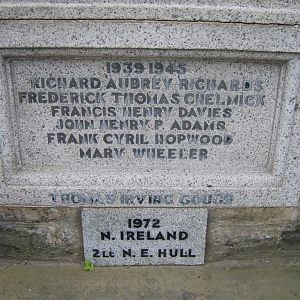 1939 1945
RICHARD AUBREY RICHARDS
FREDERICK THOMAS CHELMICK
FRANCIS HENRY DAVIES
JOHN HENRY P. ADAMS
FRANK CYRIL HOPWOOD
MARY WHEELER
THOMAS IRVING GOUGH
1972
N. IRELAND
2Lt N. E. HULL